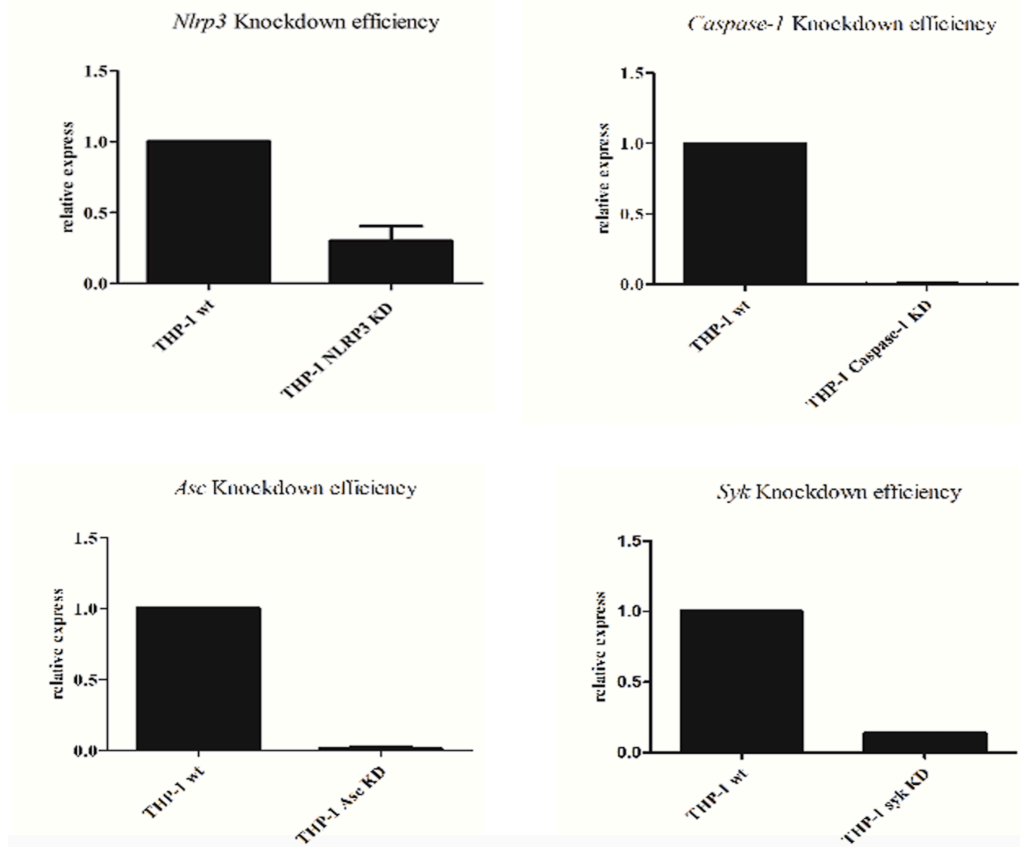 Nlrp3 Knockdown efficiency
relative express
1.5
1.0
0.5
0.0
THP-1 wt
THP-1 NLRP3 KD
Caspase-1 Knockdown efficiency
relative express
1.5
1.0
0.5
0.0
THP-1 wt
THP-1 Caspase-1 KD
Asc Knockdown efficiency
relative express
1.5
1.0
0.5
0.0
THP-1 wt
THP-1 Asc KD
Syk Knockdown efficiency
relative express
1.5
1.0
0.5
0.0
THP-1 wt
THP-1 syk KD